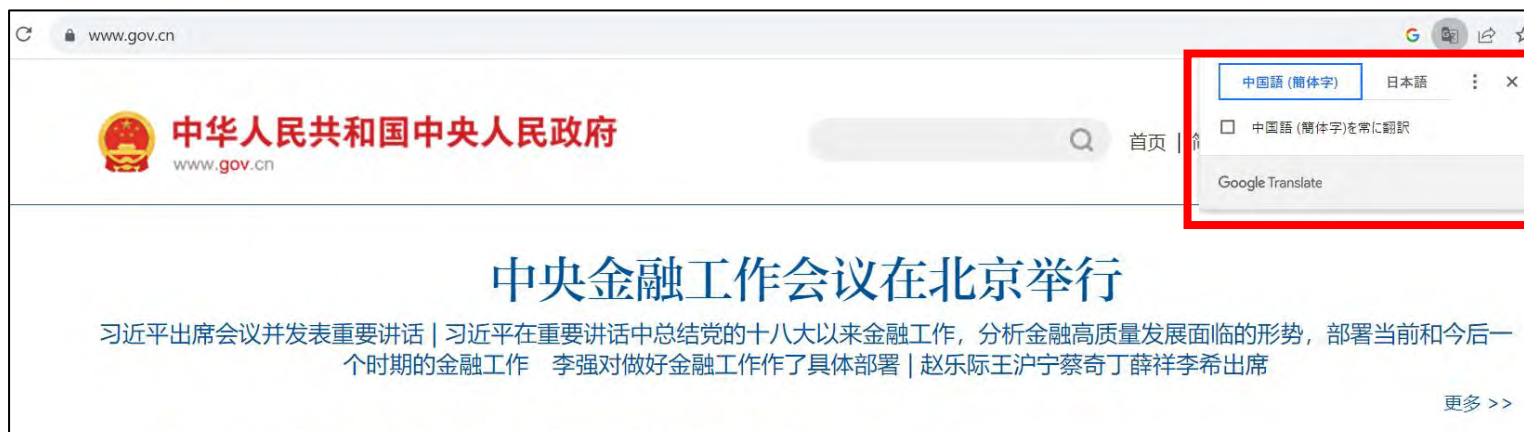 www.gov.cn
中国語 (簡体字) 日本語
中国語 (簡体字)を常に翻訳
Google Translate
中华人民共和国中央人民政府
www.gov.cn
首页 |
中央金融工作会议在北京举行
习近平出席会议并发表重要讲话 | 习近平在重要讲话中总结党的十八大以来金融工作，分析金融高质量发展面临的形势，部署当前和今后一
个时期的金融工作 李强对做好金融工作作了具体部署 | 赵乐际王沪宁蔡奇丁薛祥李希出席
更多 >>